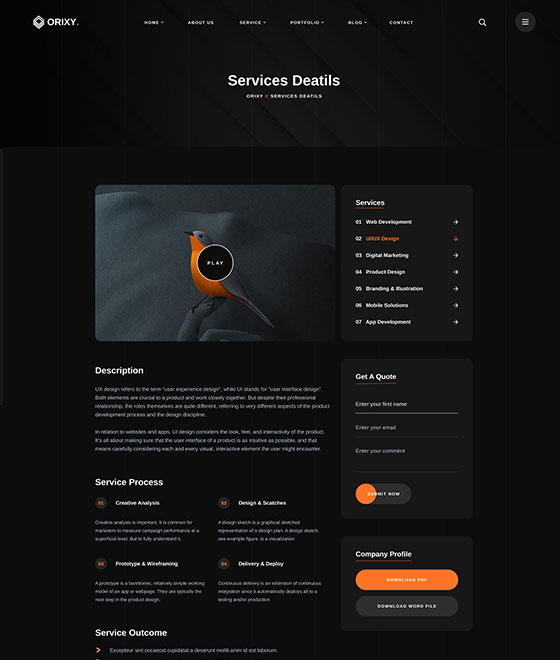 ORIXY.
HOME ABOUT US SERVICE PORTFOLIO BLOG CONTACT
Services Deatils
ORIXY // SERVICES DEATILS
PLAY
Services
01 Web Development
02 UI/UX Design
03 Digital Marketing
04 Product Design
05 Branding & Illustration
06 Mobile Solutions
07 App Development
Get A Quote
Enter your first name
Enter your email
Enter your comment
SUBMIT NOW
Company Profile
DOWNLOAD PDF
DOWNLOAD WORD FILE
Description
UX design refers to the term "user experience design", while UI stands for "user interface design".
Both elements are crucial to a product and work closely together. But despite their professional
relationship, the roles themselves are quite different, referring to very different aspects of the product
development process and the design discipline.
In relation to websites and apps, UI design considers the look, feel, and interactivity of the product.
It's all about making sure that the user interface of a product is as intuitive as possible, and that
means carefully considering each and every visual, interactive element the user might encounter.
Service Process
01 Creative Analysis
Creative analysis is important. It is common for
marketers to measure campaign performance at a
superficial level. But to fully understand it.
02 Design & Scatches
A design sketch is a graphical sketched
representation of a design plan. A design sketch,
see example figure, is a visualization
03 Prototype & Wireframing
A prototype is a barebones, relatively simple working
model of an app or webpage. They are typically the
next step in the product design.
04 Delivery & Deploy
Continuous delivery is an extension of continuous
integration since it automatically deploys all to a
testing and/or production
Service Outcome
Excepteur sint occaecat cupidatat a deserunt mollit anim id est laborum.